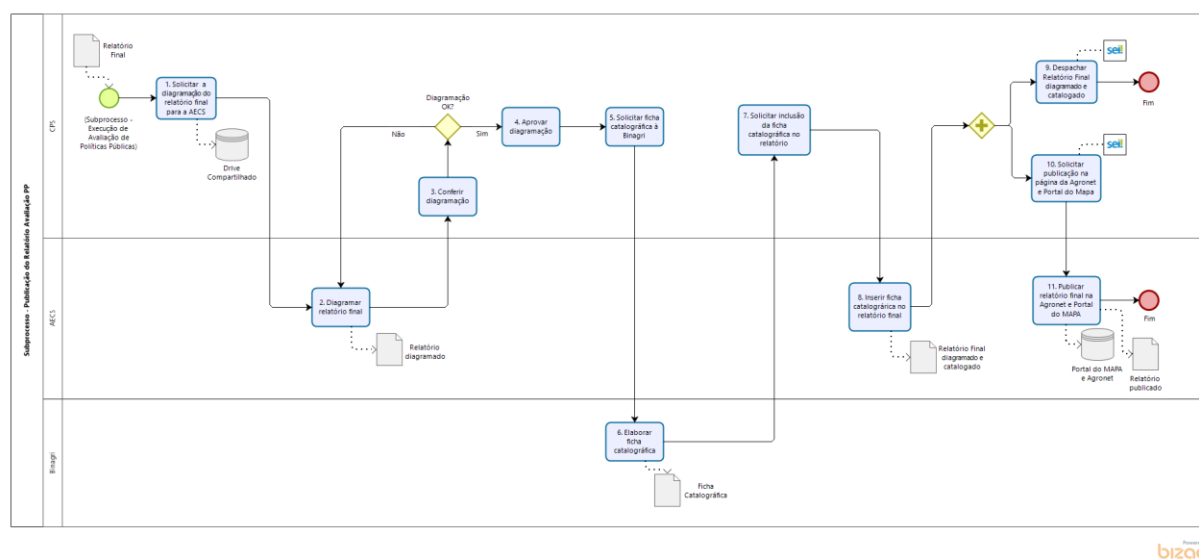 Subprocesso - Publicação do Relatório Avaliação PP
CPS
Relatório
Final
(Subprocesso -
Execução de
Avaliação de
Políticas Públicas)
1. Solicitar a
diagramação do
relatório final
para a AECS
Drive
Compartilhado
Diagramação
OK?
Não
Sim
3. Conferir
diagramação
4. Aprovar
diagramação
5. Solicitar ficha
catalográfica à
Binagri
7. Solicitar inclusão
da ficha
catalográfica no
relatório
sei!
9. Despachar
Relatório Final
diagramado e
catalogado
Fim
sei!
10. Solicitar
publicação na
página da Agronet
e Portal do Mapa
AECS
2. Diagramar
relatório final
Relatório
diagramado
8. Inserir ficha
catalográrica no
relatório final
Relatório Final
diagramado e
catalogado
11. Publicar
relatório final na
Agronet e Portal
do MAPA
Fim
Portal do MAPA
e Agronet
Relatório
publicado
Binagri
6. Elaborar
ficha
catalográfica
Ficha
Catalográfica